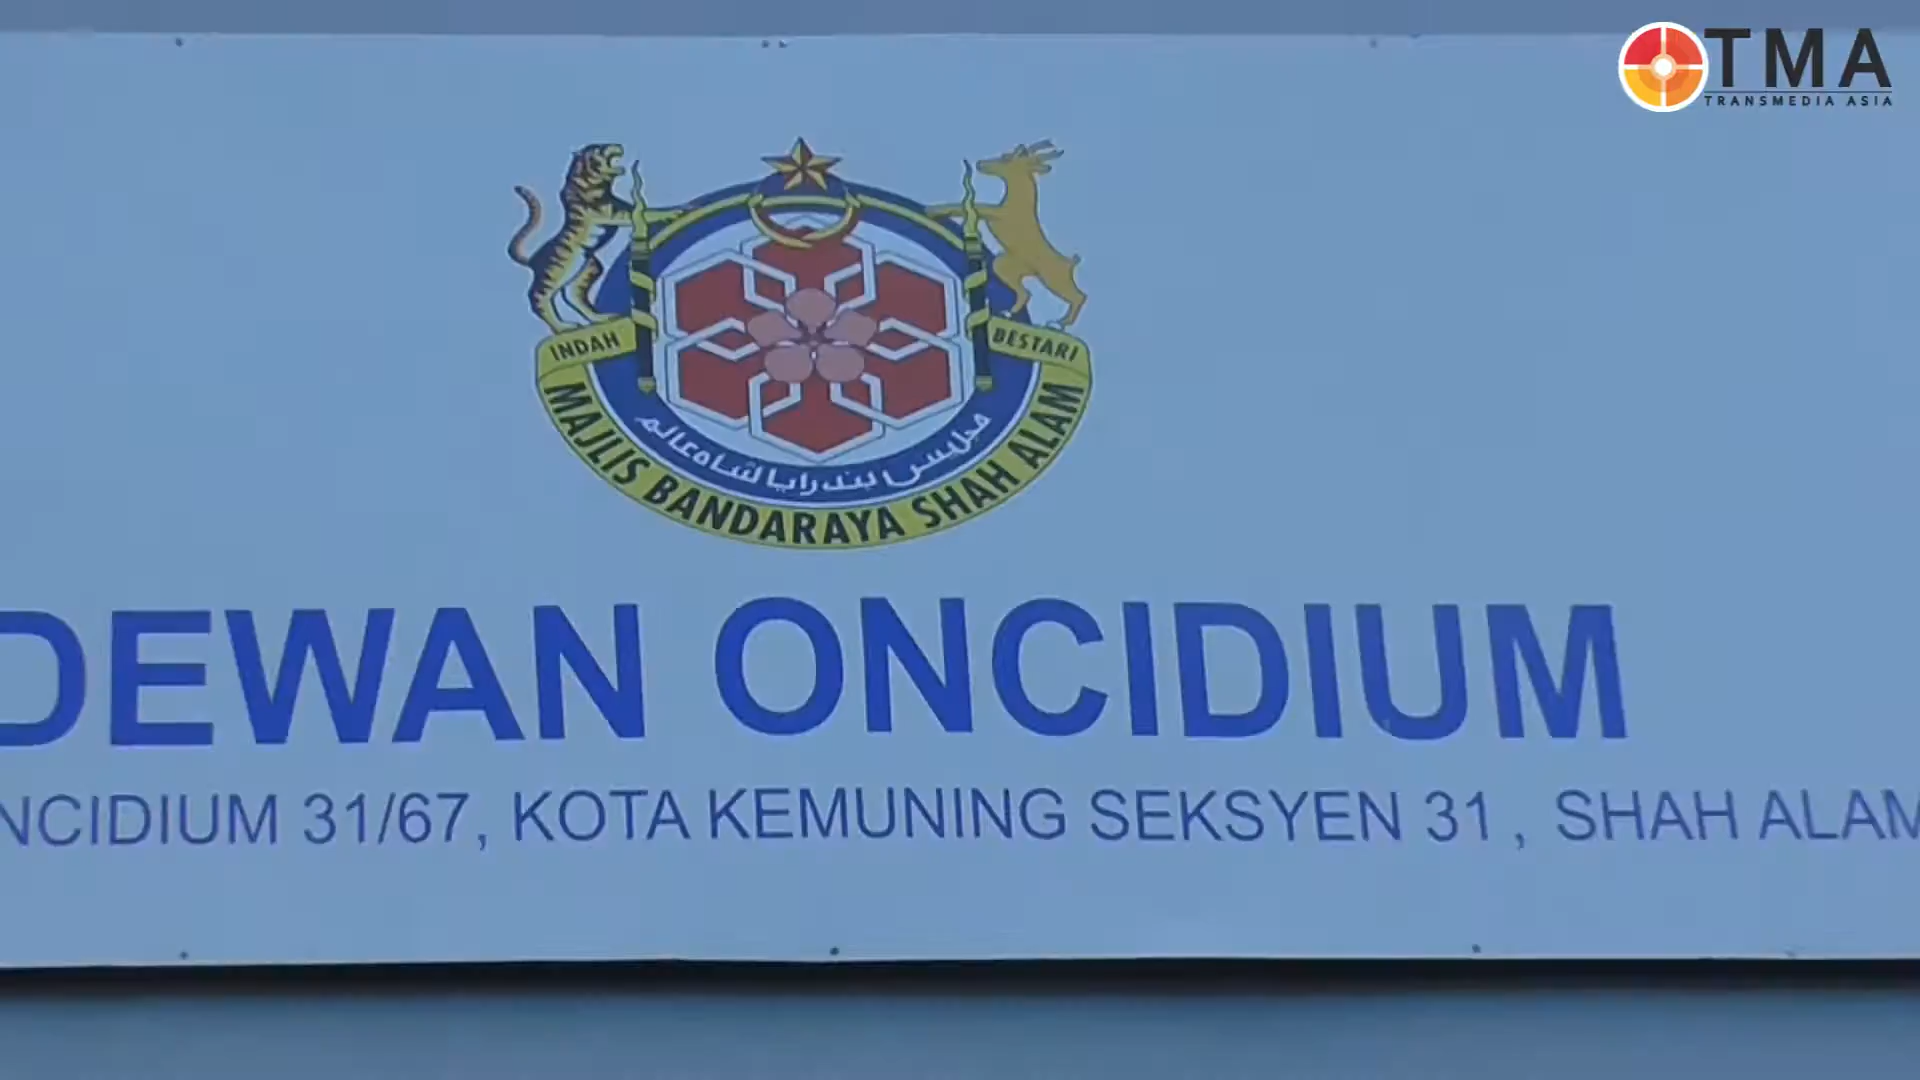 TMA
TRANSMEDIA ASIA
INDAH
BESTARI
مجليس بندرايا شاه عالم
MAJLIS BANDARAYA SHAH ALAM
DEWAN ONCIDIUM
NCIDIUM 31/67, KOTA KEMUNING SEKSYEN 31 , SHAH ALAM